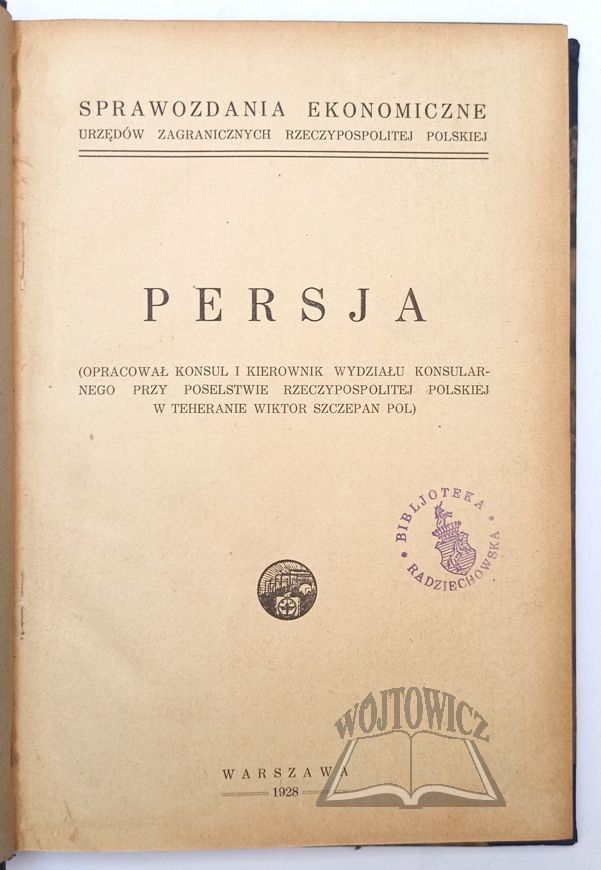 SPRAWOZDANIA EKONOMICZNE
URZĘDÓW ZAGRANICZNYCH RZECZYPOSPOLITEJ POLSKIEJ
PERSJA
(OPRACOWAŁ KONSUL I KIEROWNIK WYDZIAŁU KONSULAR-
NEGO PRZY POSELSTWIE RZECZYPOSPOLITEJ POLSKIEJ
W TEHERANIE WIKTOR SZCZEPAN POL)
* BIBLJOTEKA *
RADZIECHOWSKA
WÓJTOWICZ
WARSZAWA
1928